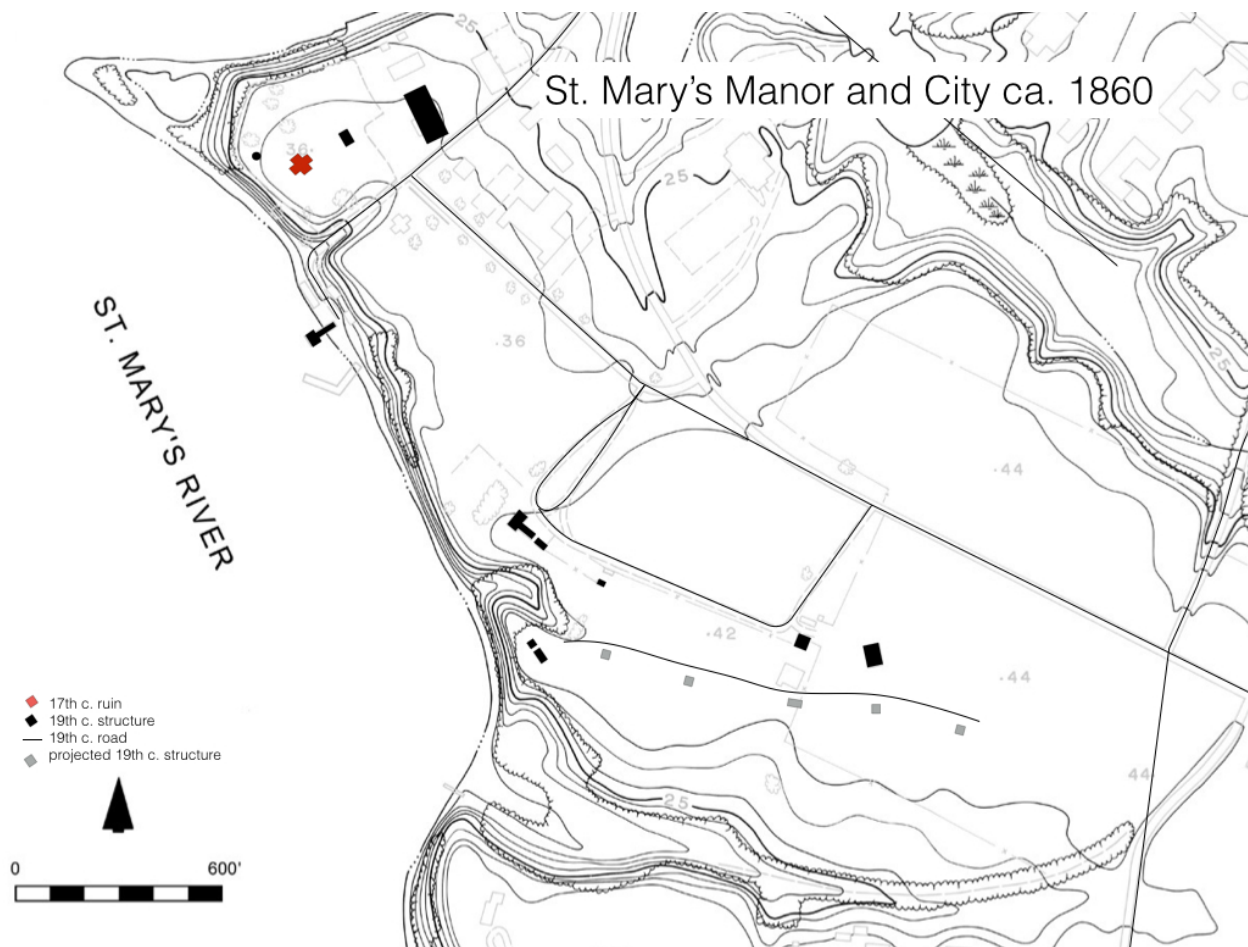 25
St. Mary's Manor and City ca. 1860
36
25
36
ST. MARY'S RIVER
25
44
42
44
17th c. ruin
19th c. structure
19th c. road
projected 19th c. structure
44
25
0 600'